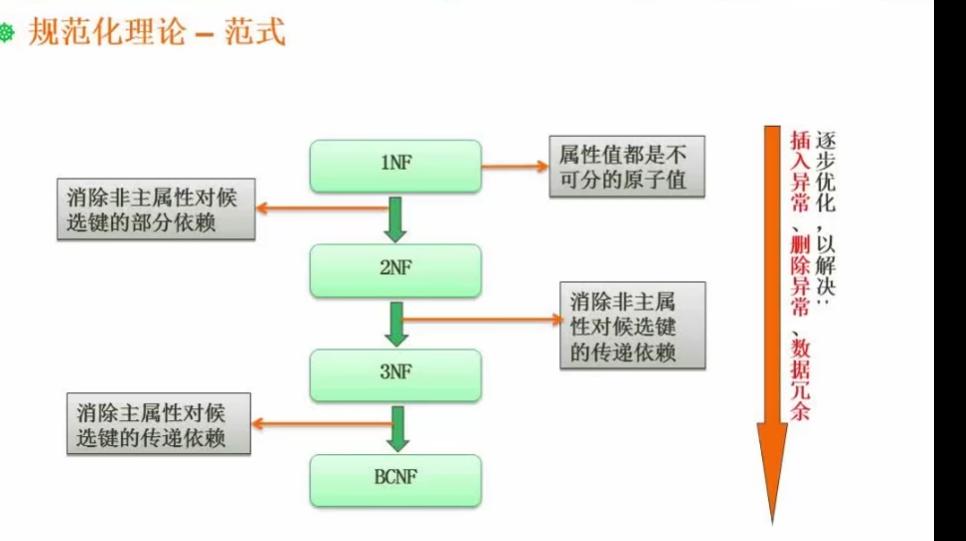 规范化理论 – 范式
1NF
属性值都是不
可分的原子值
消除非主属性对候
选键的部分依赖
2NF
消除非主属
性对候选键
的传递依赖
3NF
消除主属性对候
选键的传递依赖
BCNF
逐步优化，以解决：
插入异常、删除异常、数据冗余